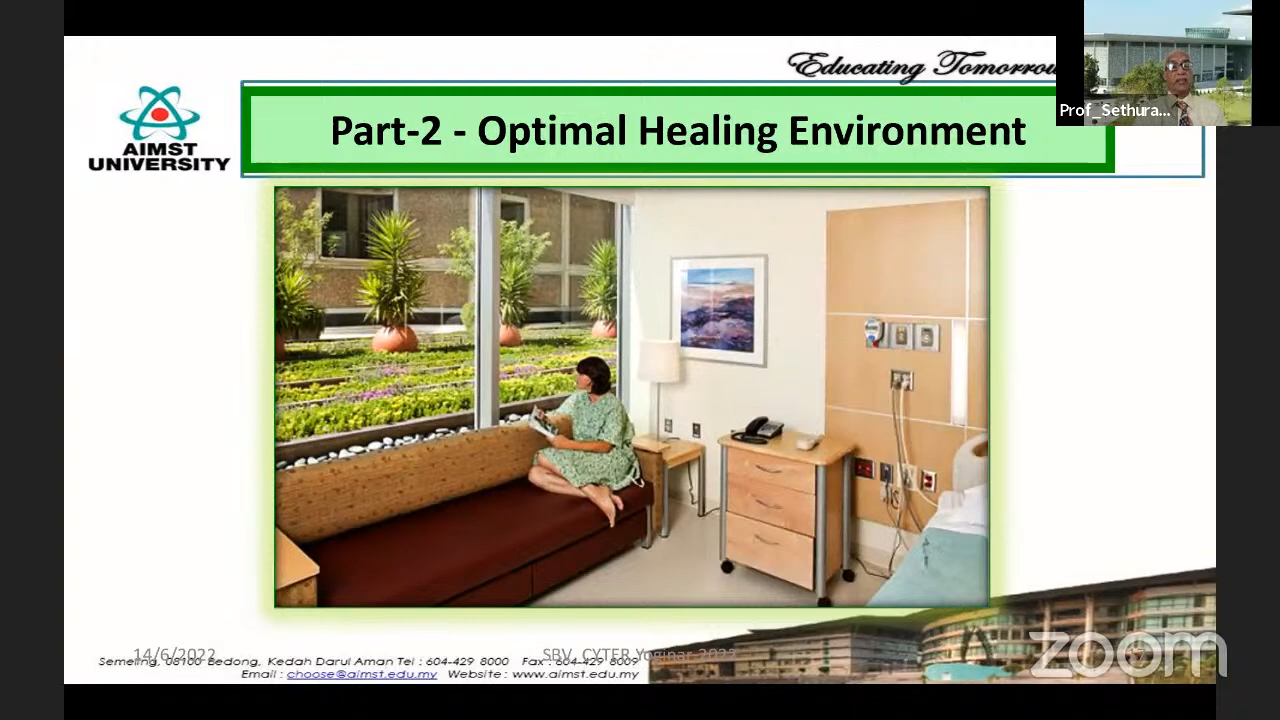 Educating Tomorrow
Prof_Sethura...
AIMST
UNIVERSITY
Part-2 - Optimal Healing Environment
14/6/2022
SBV, CYTER Yoginar 2022
Semeling, 08100 Bedong, Kedah Darul Aman Tel : 604-429 8000 Fax : 604-429 8009
Email : choose@aimst.edu.my Website : www.aimst.edu.my
zoom